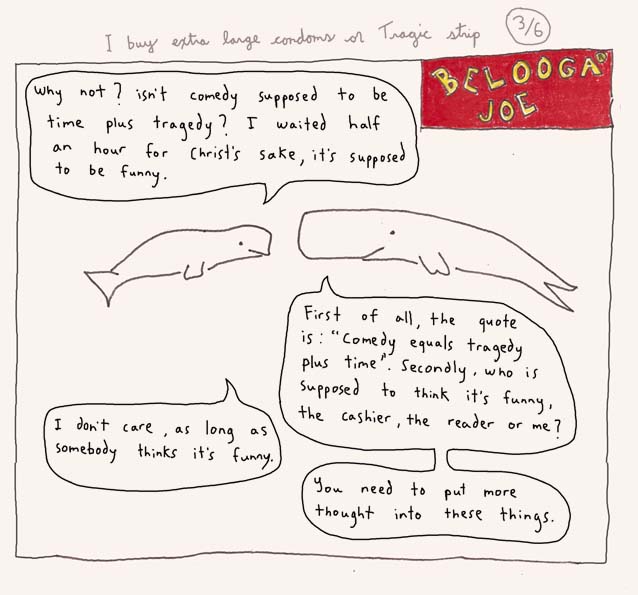 I buy extra large condoms or Tragic strip
3/6
BELOOGA
JOE
Why not? isn't comedy supposed to be
time plus tragedy? I waited half
an hour for Christ's sake, it's supposed
to be funny.
First of all, the quote
is: "Comedy equals tragedy
plus time". Secondly, who is
supposed to think it's funny,
the cashier, the reader or me?
I don't care, as long as
somebody thinks it's funny.
You need to put more
thought into these things.